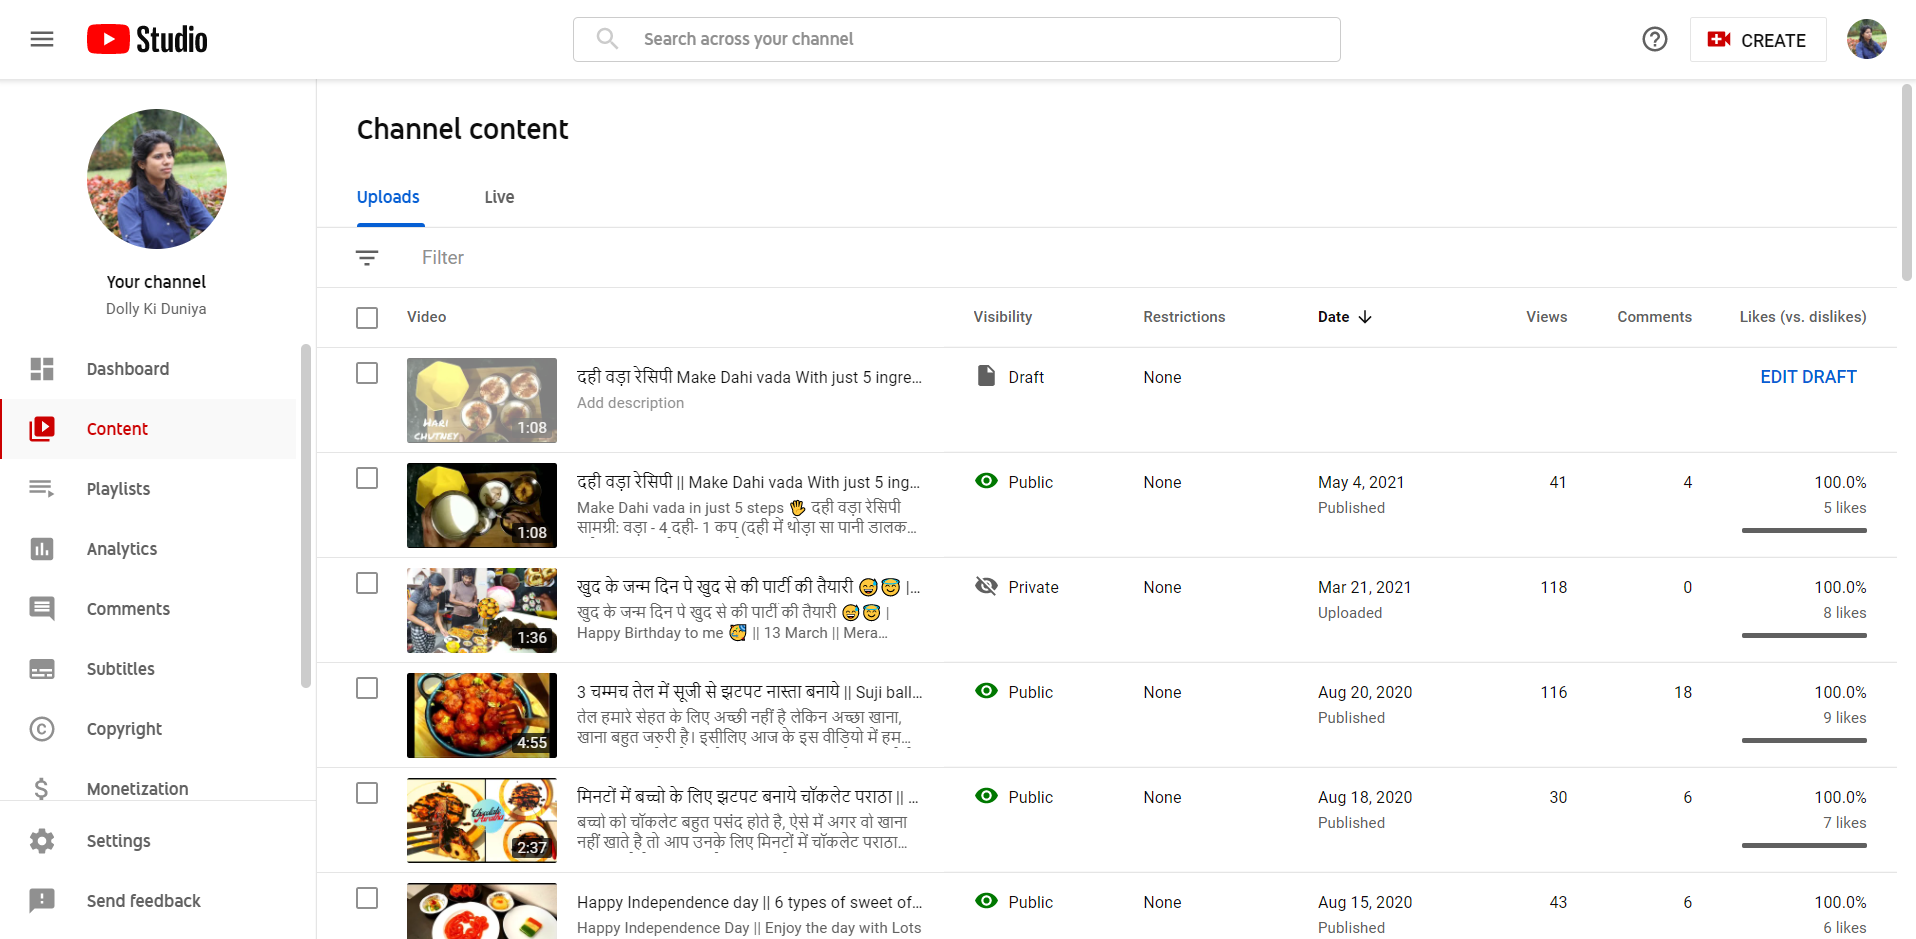 Studio
Search across your channel
CREATE
Your channel
Dolly Ki Duniya
Dashboard
Content
Playlists
Analytics
Comments
Subtitles
Copyright
Monetization
Settings
Send feedback
Channel content
Uploads
Live
Filter
Video
Visibility
Restrictions
Date
Views
Comments
Likes (vs. dislikes)
HARI
CHUTNEY
1:08
दही वड़ा रेसिपी Make Dahi vada With just 5 ingre...
Add description
Draft
None
EDIT DRAFT
1:08
दही वड़ा रेसिपी || Make Dahi vada With just 5 ing...
Make Dahi vada in just 5 steps 🖐 दही वड़ा रेसिपी
सामग्री: वड़ा - 4 दही- 1 कप (दही में थोड़ा सा पानी डालक...
Public
None
May 4, 2021
Published
41
4
100.0%
5 likes
1:36
खुद के जन्म दिन पे खुद से की पार्टी की तैयारी 😅😇 |...
खुद के जन्म दिन पे खुद से की पार्टी की तैयारी 😅😇 |
Happy Birthday to me 🥳 || 13 March || Mera...
Private
None
Mar 21, 2021
Uploaded
118
0
100.0%
8 likes
4:55
3 चम्मच तेल में सूजी से झटपट नास्ता बनाये || Suji ball...
तेल हमारे सेहत के लिए अच्छी नहीं है लेकिन अच्छा खाना,
खाना बहुत जरुरी है। इसीलिए आज के इस वीडियो में हम...
Public
None
Aug 20, 2020
Published
116
18
100.0%
9 likes
Chocolate
Paratha
2:37
मिनटों में बच्चो के लिए झटपट बनाये चॉकलेट पराठा || ...
बच्चो को चॉकलेट बहुत पसंद होते है, ऐसे में अगर वो खाना
नहीं खाते है तो आप उनके लिए मिनटों में चॉकलेट पराठा...
Public
None
Aug 18, 2020
Published
30
6
100.0%
7 likes
Happy Independence day || 6 types of sweet of...
Happy Independence Day || Enjoy the day with Lots
Public
None
Aug 15, 2020
Published
43
6
100.0%
6 likes